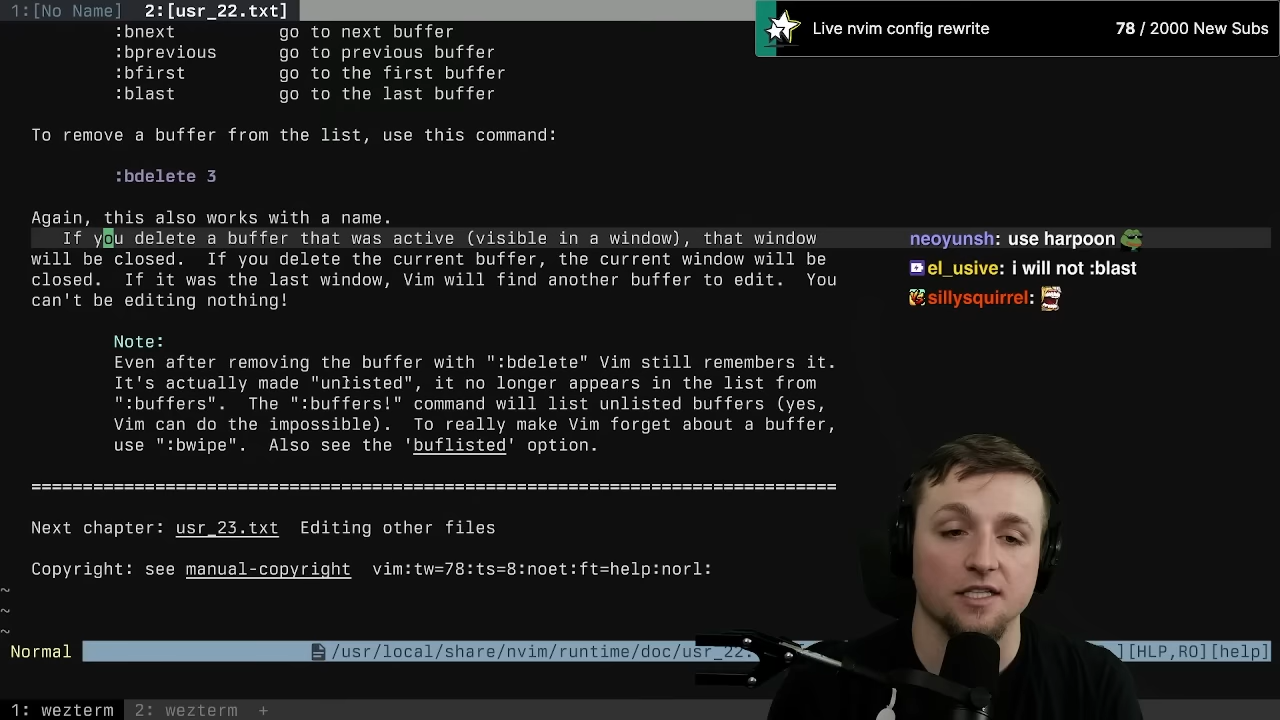 1:[No Name]  2:[usr_22.txt]
Live nvim config rewrite  78 / 2000 New Subs
:bnext  go to next buffer
:bprevious  go to previous buffer
:bfirst  go to the first buffer
:blast  go to the last buffer
To remove a buffer from the list, use this command:
:bdelete 3
Again, this also works with a name.
If you delete a buffer that was active (visible in a window), that window
will be closed.  If you delete the current buffer, the current window will be
closed.  If it was the last window, Vim will find another buffer to edit.  You
can't be editing nothing!
neoyunsh: use harpoon
el_usive: i will not :blast
sillysquirrel:
Note:
Even after removing the buffer with ":bdelete" Vim still remembers it.
It's actually made "unlisted", it no longer appears in the list from
":buffers".  The ":buffers!" command will list unlisted buffers (yes,
Vim can do the impossible).  To really make Vim forget about a buffer,
use ":bwipe".  Also see the 'buflisted' option.
==============================================================================
Next chapter: usr_23.txt  Editing other files
Copyright: see manual-copyright  vim:tw=78:ts=8:noet:ft=help:norl:
~
~
~
Normal  /usr/local/share/nvim/runtime/doc/usr_22. ][HLP,RO][help]
1: wezterm  2: wezterm  +